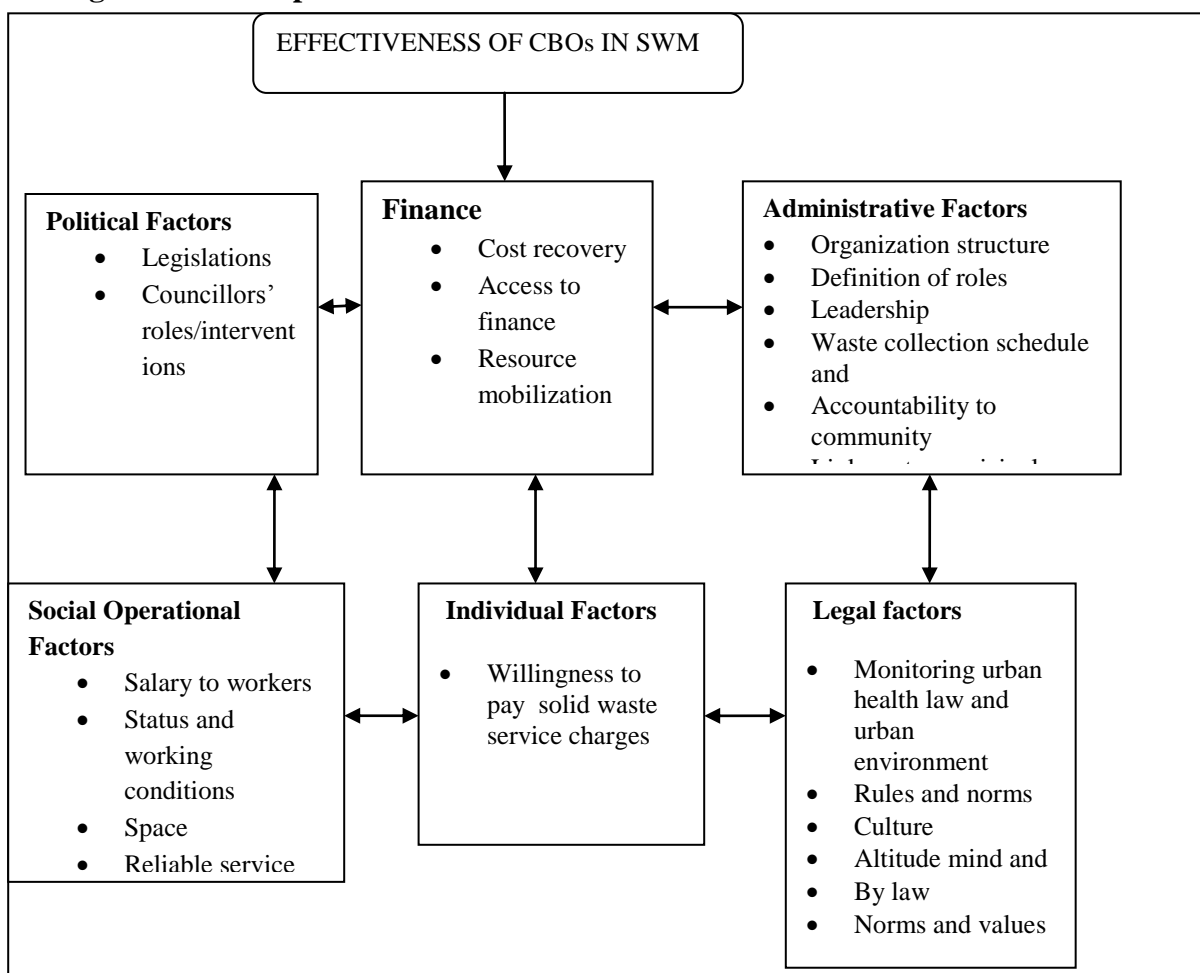 EFFECTIVENESS OF CBOs IN SWM
Political Factors
• Legislations
• Councillors’
roles/intervent
ions
Finance
• Cost recovery
• Access to
finance
• Resource
mobilization
Administrative Factors
• Organization structure
• Definition of roles
• Leadership
• Waste collection schedule
and
• Accountability to
community
Social Operational
Factors
• Salary to workers
• Status and
working
conditions
• Space
• Reliable service
Individual Factors
• Willingness to
pay solid waste
service charges
Legal factors
• Monitoring urban
health law and
urban
environment
• Rules and norms
• Culture
• Altitude mind and
• By law
• Norms and values